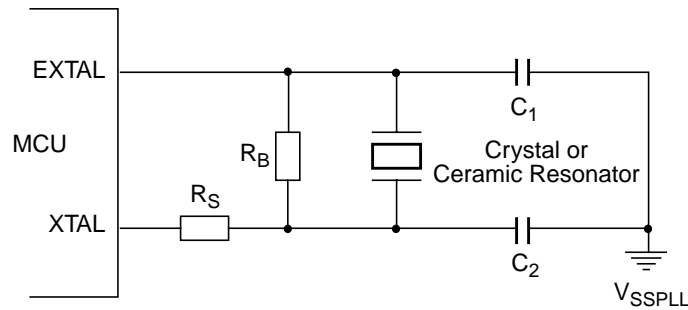 EXTAL
C1
MCU
RB
Crystal or
Ceramic Resonator
RS
XTAL
C2
VSSPLL